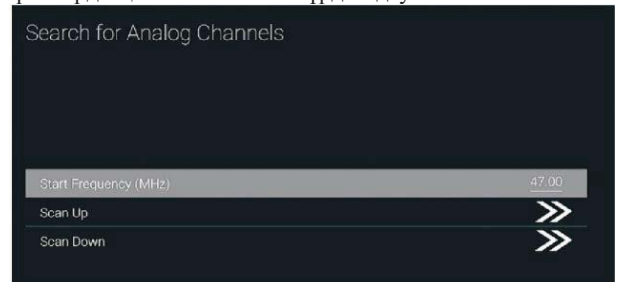 Search for Analog Channels
Start Frequency (MHz) 47.00
Scan Up
Scan Down